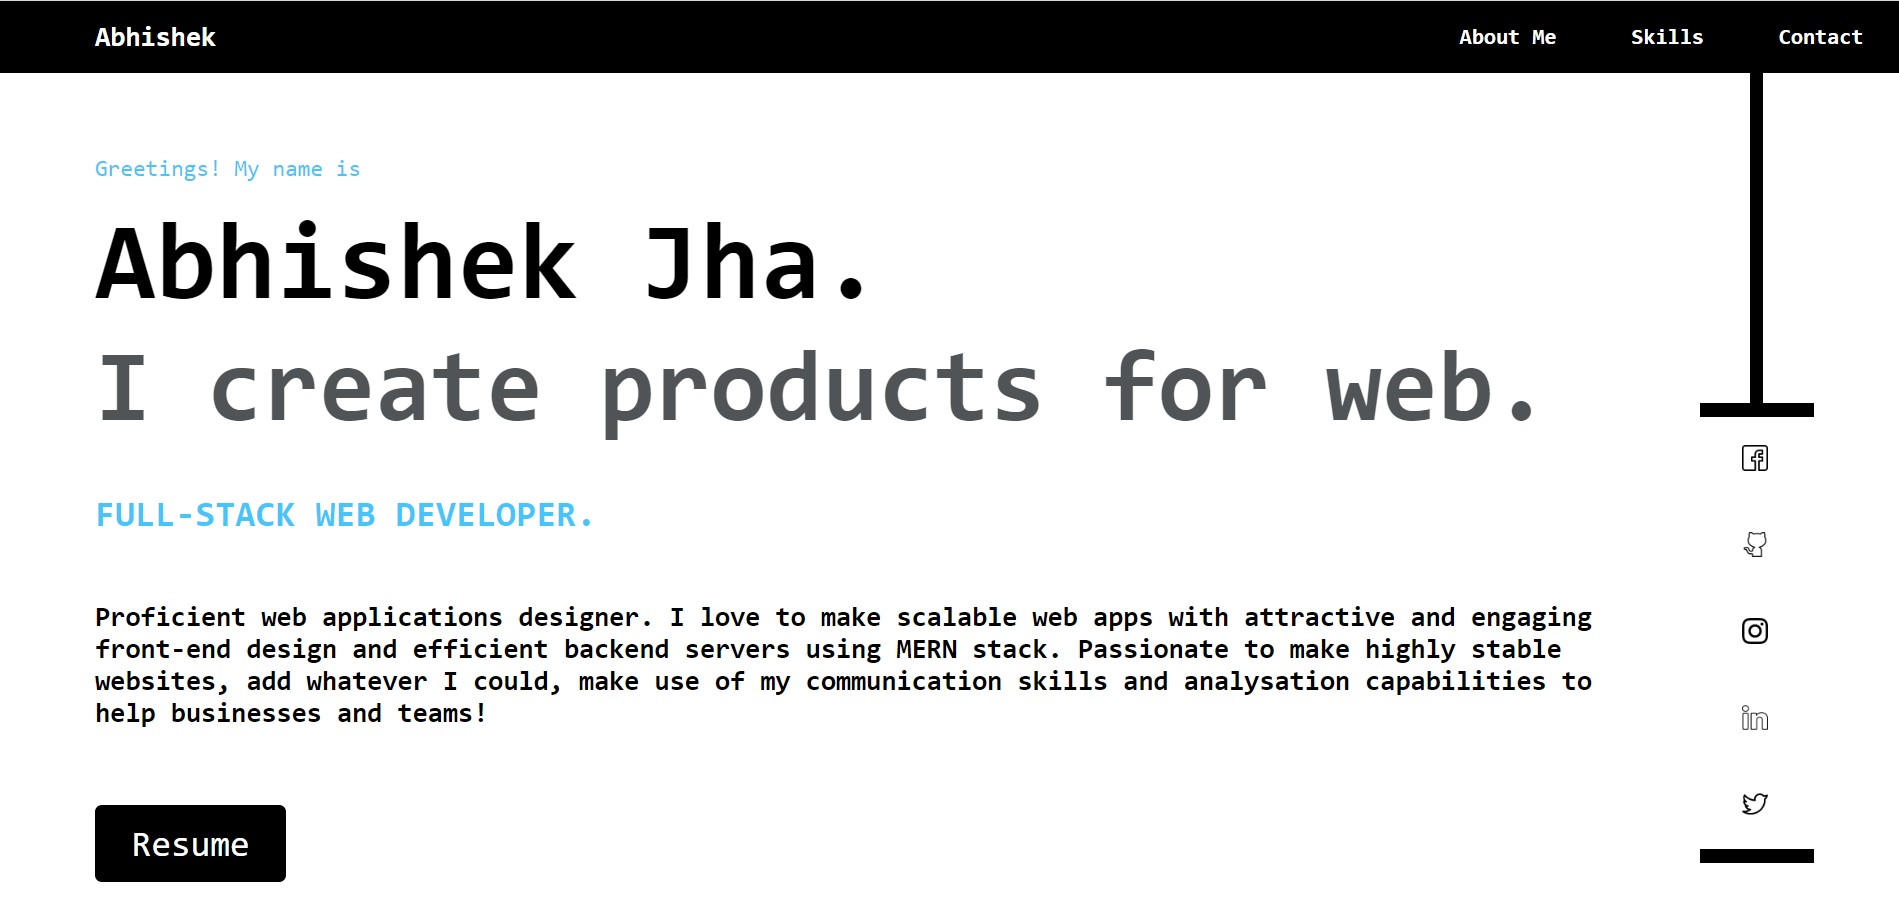 Abhishek
About Me
Skills
Contact
Greetings! My name is
Abhishek Jha.
I create products for web.
FULL-STACK WEB DEVELOPER.
Proficient web applications designer. I love to make scalable web apps with attractive and engaging
front-end design and efficient backend servers using MERN stack. Passionate to make highly stable
websites, add whatever I could, make use of my communication skills and analysation capabilities to
help businesses and teams!
Resume